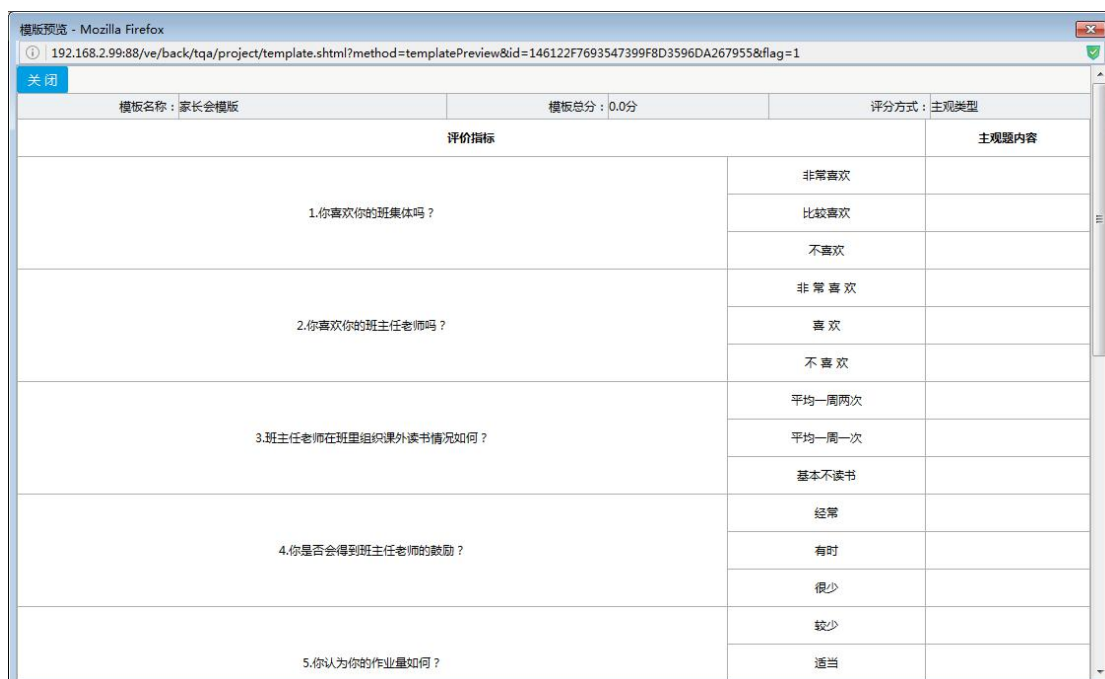 模版预览 - Mozilla Firefox
192.168.2.99:88/ve/back/tqa/project/template.shtml?method=templatePreview&id=146122F7693547399F8D3596DA267955&flag=1
关闭
模板名称：家长会模版 模板总分：0.0分 评分方式：主观类型
评价指标 主观题内容
1.你喜欢你的班集体吗？
非常喜欢
比较喜欢
不喜欢
2.你喜欢你的班主任老师吗？
非 常 喜 欢
喜 欢
不 喜 欢
3.班主任老师在班里组织课外读书情况如何？
平均一周两次
平均一周一次
基本不读书
4.你是否会得到班主任老师的鼓励？
经常
有时
很少
5.你认为你的作业量如何？
较少
适当